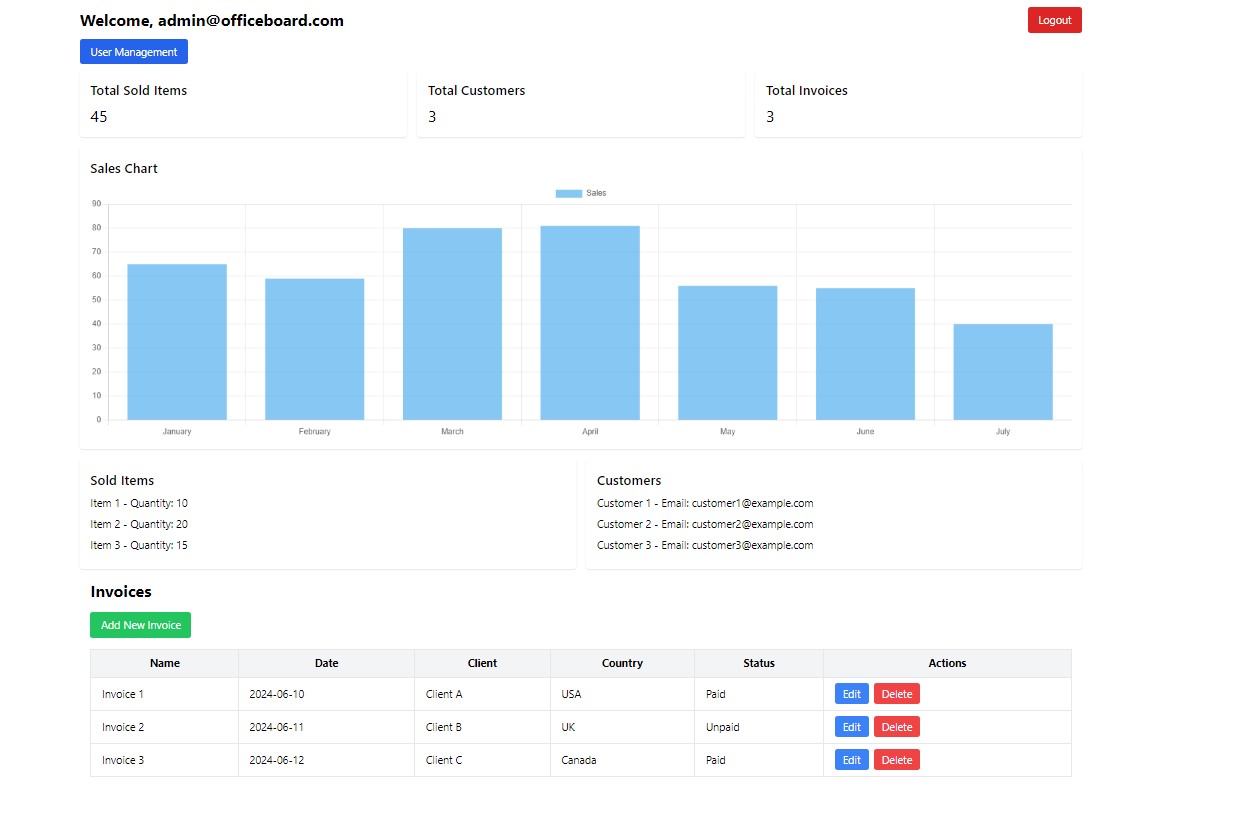 Welcome, admin@officeboard.com
Logout
User Management
Total Sold Items
45
Total Customers
3
Total Invoices
3
Sales Chart
Sales
90
80
70
60
50
40
30
20
10
0
January February March April May June July
Sold Items
Item 1 - Quantity: 10
Item 2 - Quantity: 20
Item 3 - Quantity: 15
Customers
Customer 1 - Email: customer1@example.com
Customer 2 - Email: customer2@example.com
Customer 3 - Email: customer3@example.com
Invoices
Add New Invoice
Name Date Client Country Status Actions
Invoice 1 2024-06-10 Client A USA Paid Edit Delete
Invoice 2 2024-06-11 Client B UK Unpaid Edit Delete
Invoice 3 2024-06-12 Client C Canada Paid Edit Delete